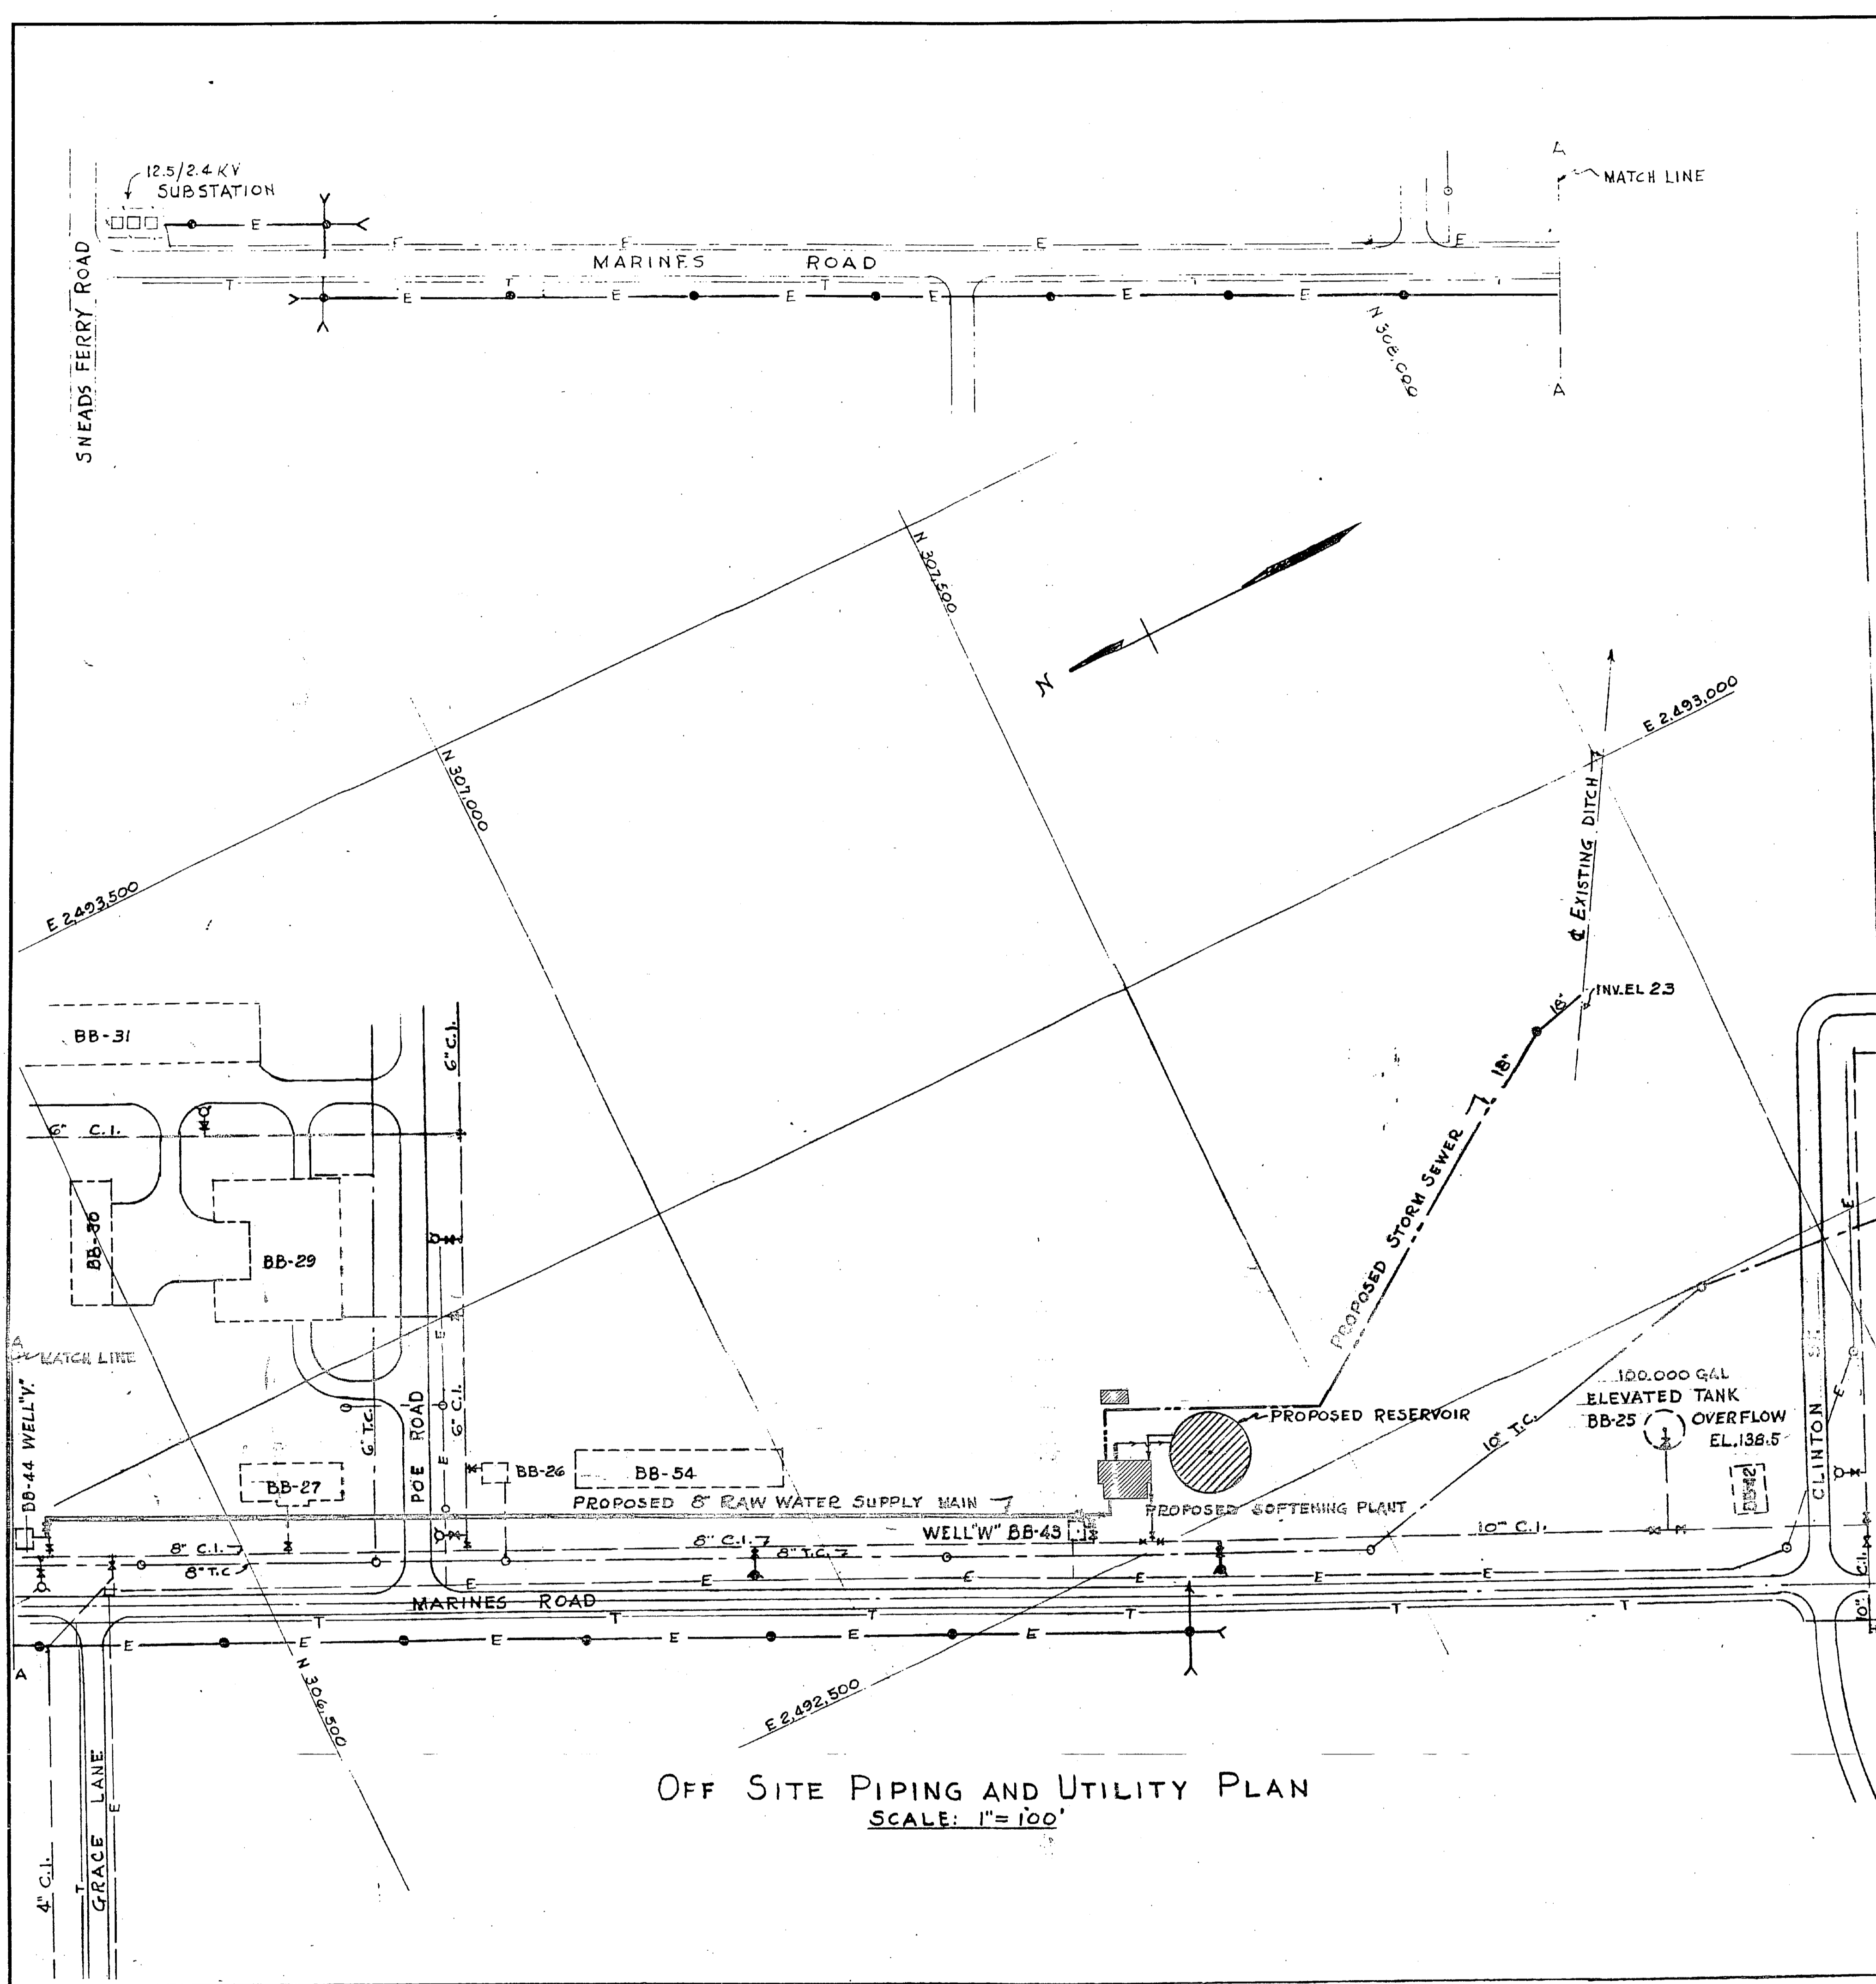 12.5/2.4 KV
SUBSTATION
A
MATCH LINE
E
SNEADS FERRY ROAD
E
E
E
E
MARINES ROAD
T
T
T
E
E
E
E
E
E
N 308,000
A
N 307,500
N
N 307,000
E 2,493,000
E 2,493,500
℄ EXISTING DITCH
INV. EL 23
18"
18"
BB-31
6" C.I.
6" C.I.
BB-30
BB-29
PROPOSED STORM SEWER
E
E
A
MATCH LINE
BB-44 WELL "V"
6" T.C.
POE ROAD
E
E
6" C.I.
BB-27
BB-26
BB-54
PROPOSED RESERVOIR
10" T.C.
100,000 GAL
ELEVATED TANK
BB-25
OVERFLOW
EL. 138.5
BB-42
CLINTON ST.
E
PROPOSED 8" RAW WATER SUPPLY MAIN
PROPOSED SOFTENING PLANT
WELL "W" BB-43
8" C.I.
8" T.C.
8" C.I.
8" T.C.
10" C.I.
10" C.I.
E
E
E
E
E
E
MARINES ROAD
T
T
T
T
T
E
E
E
E
E
E
A
N 306,500
E 2,492,500
4" C.I.
T
GRACE LANE
E
OFF SITE PIPING AND UTILITY PLAN
SCALE: 1"= 100'